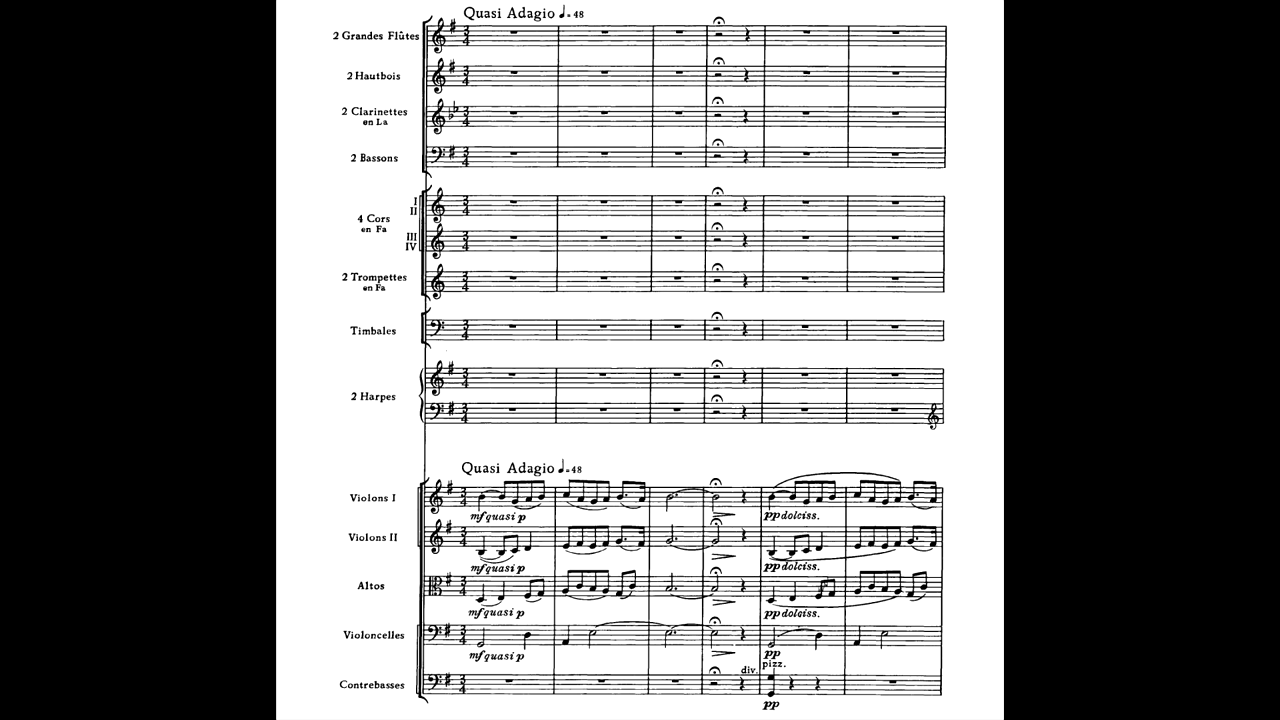 Quasi Adagio ♩=48
2 Grandes Flûtes
2 Hautbois
2 Clarinettes
en La
2 Bassons
I
II
4 Cors
en Fa
III
IV
2 Trompettes
en Fa
Timbales
2 Harpes
Quasi Adagio ♩=48
Violons I
mf quasi p
pp dolciss.
Violons II
mf quasi p
pp dolciss.
Altos
mf quasi p
pp dolciss.
Violoncelles
mf quasi p
pp
div.
pizz.
Contrebasses
pp